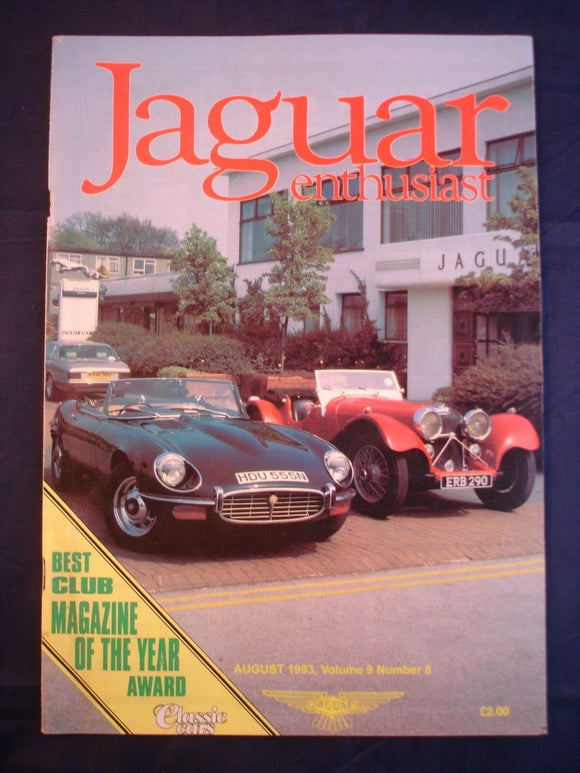 Jaguar
enthusiast
JAGU
JAGUAR
JAGUAR CARS
HDU 555N
ERB 290
BEST
CLUB
MAGAZINE
OF THE YEAR
AWARD
Classic
cars
AUGUST 1993, Volume 9 Number 8
JAGUAR
£2.00